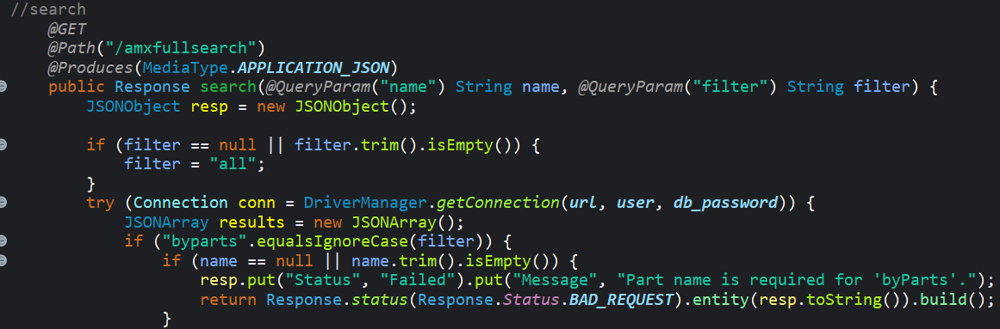 //search
@GET
@Path("/amxfullsearch")
@Produces(MediaType.APPLICATION_JSON)
public Response search(@QueryParam("name") String name, @QueryParam("filter") String filter) {
JSONObject resp = new JSONObject();
if (filter == null || filter.trim().isEmpty()) {
filter = "all";
}
try (Connection conn = DriverManager.getConnection(url, user, db_password)) {
JSONArray results = new JSONArray();
if ("byparts".equalsIgnoreCase(filter)) {
if (name == null || name.trim().isEmpty()) {
resp.put("Status", "Failed").put("Message", "Part name is required for 'byParts'.");
return Response.status(Response.Status.BAD_REQUEST).entity(resp.toString()).build();
}